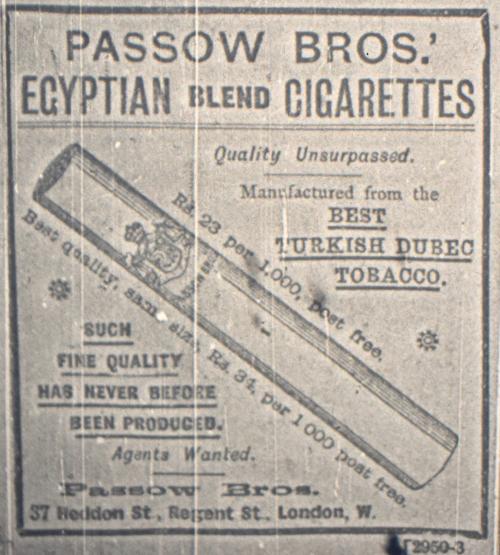 PASSOW BROS.'
EGYPTIAN BLEND CIGARETTES
Quality Unsurpassed.
Manufactured from the
BEST
TURKISH DUBEC
TOBACCO.
Rs. 23 per 1.000, post free.
Best quality, same size, Rs. 34, per 1 000 post free.
SUCH
FINE QUALITY
HAS NEVER BEFORE
BEEN PRODUCED.
Agents Wanted.
Passow Bros.
37 Heddon St., Regent St., London, W.
2950-3